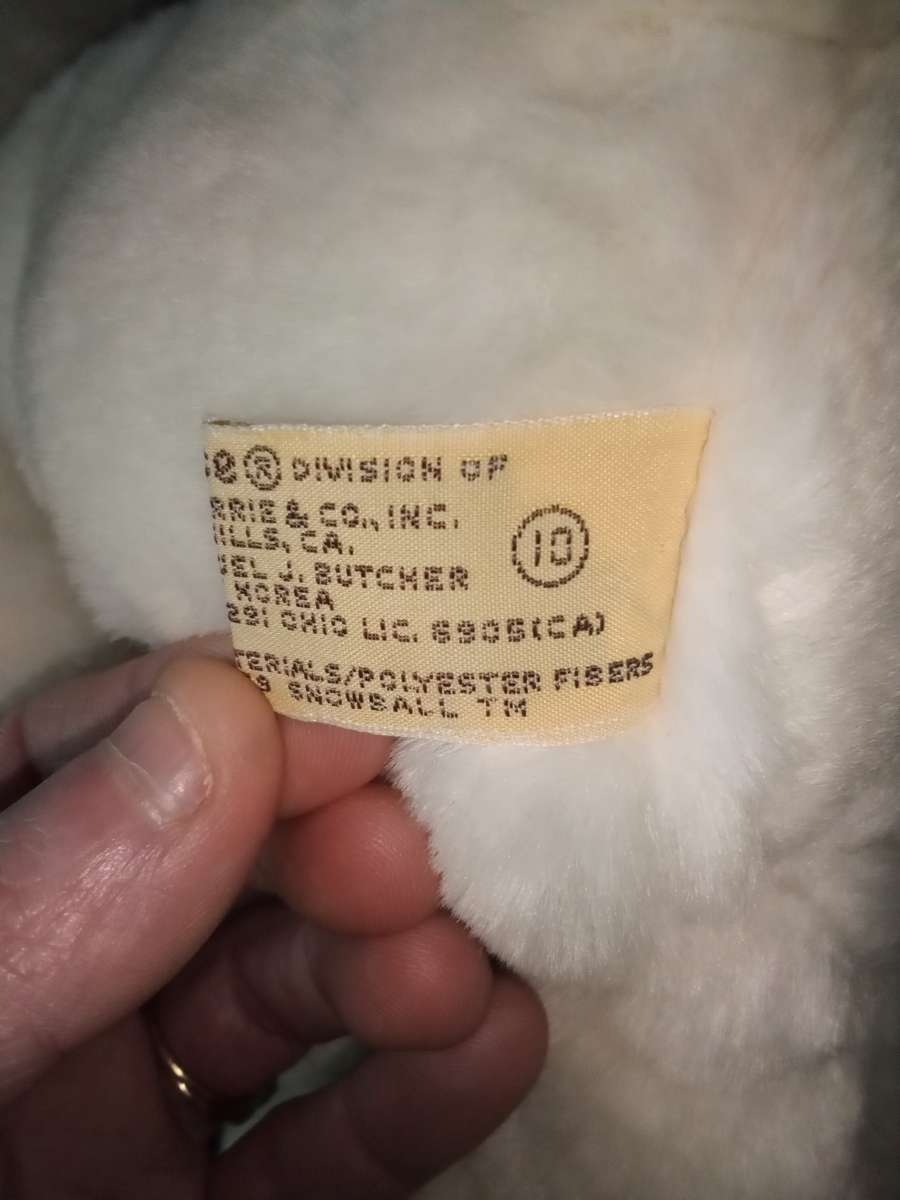 ® DIVISION OF
RRIE & CO., INC.
ILLS, CA.
10
EL J. BUTCHER
KOREA
291 OHIO LIC. 6905(CA)
TERIALS/POLYESTER FIBERS
SNOWBALL TM